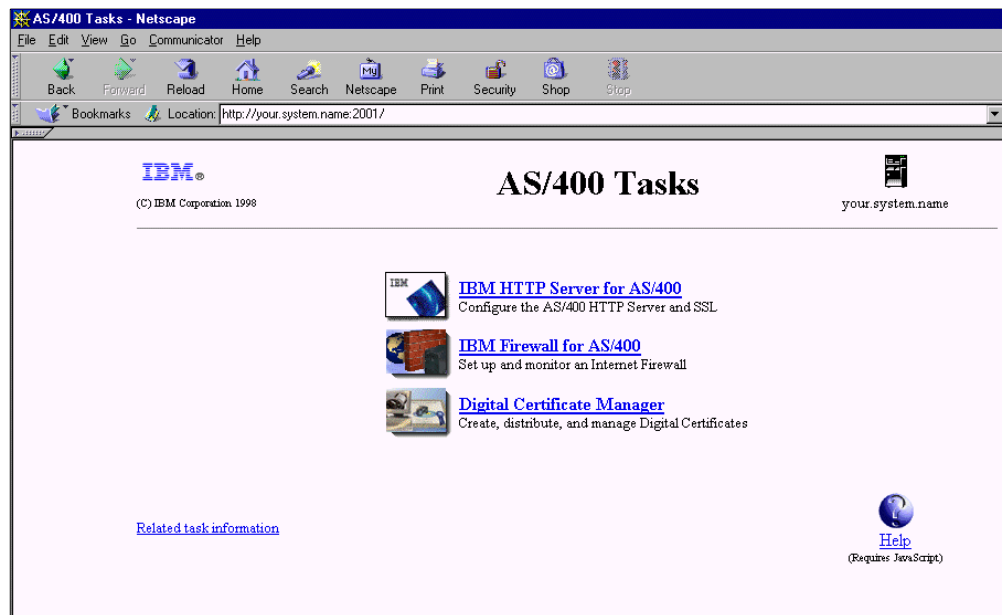 AS/400 Tasks - Netscape
File Edit View Go Communicator Help
Back Forward Reload Home Search Netscape Print Security Shop Stop
Bookmarks Location: http://your.system.name:2001/
IBM®
AS/400 Tasks
(C) IBM Corporation 1998
your.system.name
IBM
IBM HTTP Server for AS/400
Configure the AS/400 HTTP Server and SSL
IBM Firewall for AS/400
Set up and monitor an Internet Firewall
Digital Certificate Manager
Create, distribute, and manage Digital Certificates
Related task information
Help
(Requires JavaScript)